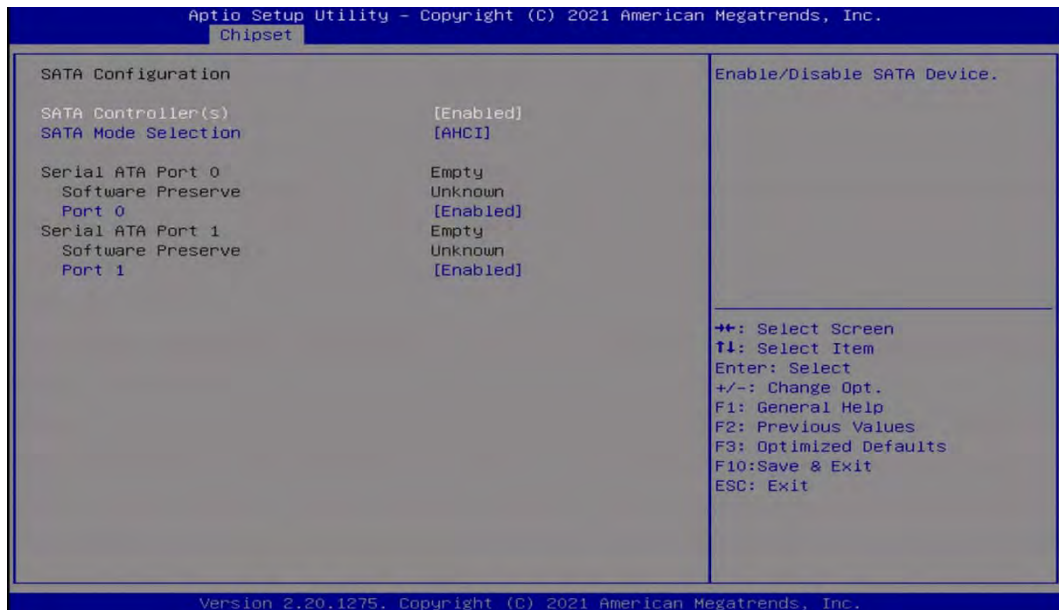 Aptio Setup Utility – Copyright (C) 2021 American Megatrends, Inc.
Chipset
SATA Configuration
SATA Controller(s) [Enabled]
SATA Mode Selection [AHCI]
Serial ATA Port 0 Empty
Software Preserve Unknown
Port 0 [Enabled]
Serial ATA Port 1 Empty
Software Preserve Unknown
Port 1 [Enabled]
Enable/Disable SATA Device.
→←: Select Screen
↑↓: Select Item
Enter: Select
+/-: Change Opt.
F1: General Help
F2: Previous Values
F3: Optimized Defaults
F10:Save & Exit
ESC: Exit
Version 2.20.1275. Copyright (C) 2021 American Megatrends, Inc.